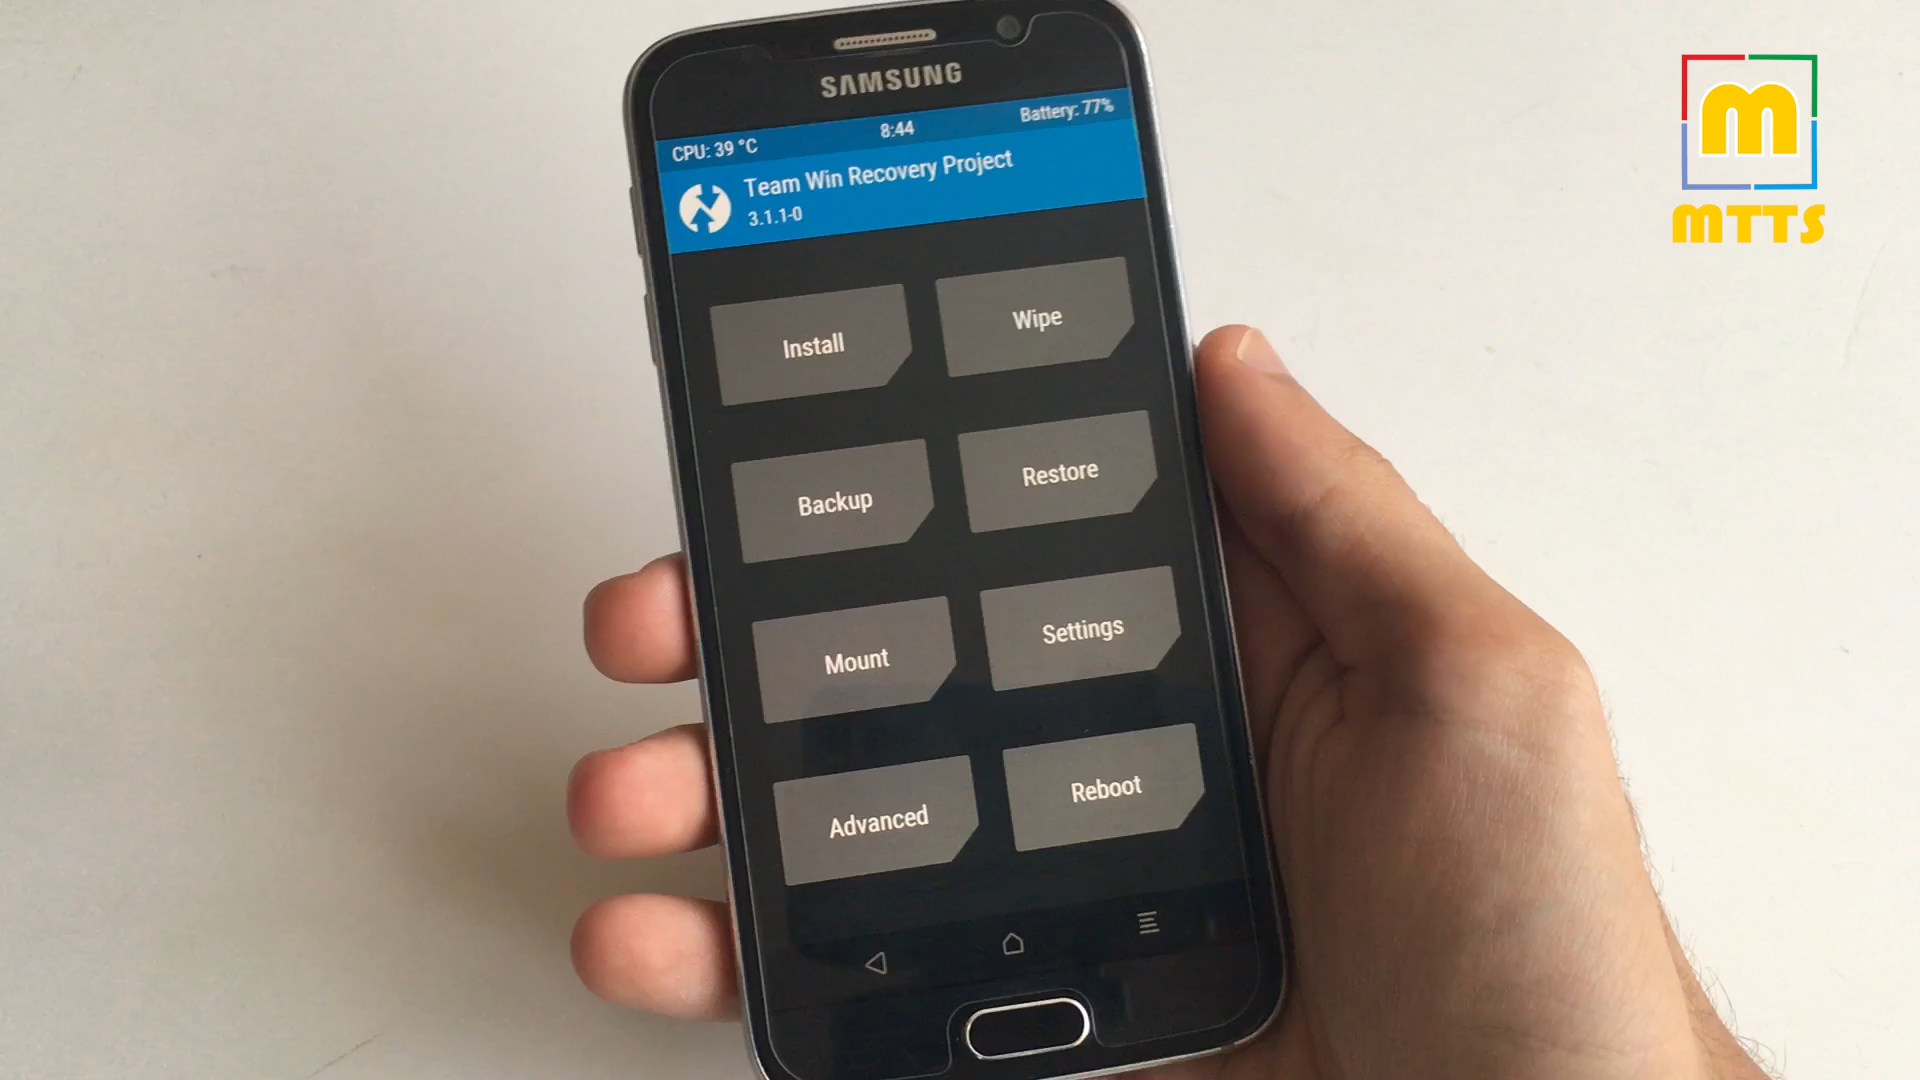 SAMSUNG
CPU: 39 °C 8:44 Battery: 77%
Team Win Recovery Project
3.1.1-0
Install Wipe
Backup Restore
Mount Settings
Advanced Reboot
m
MTTS